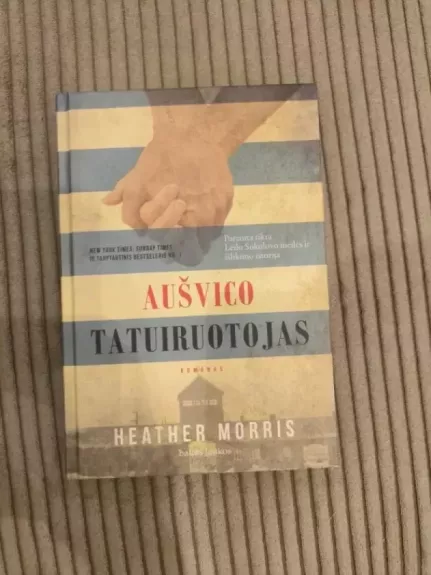 Paremta tikra
Lalio Sokolovo meilės ir
išlikimo istorija
NEW YORK TIMES, SUNDAY TIMES
IR TARPTAUTINIS BESTSELERIS NR. 1
AUŠVICO
TATUIRUOTOJAS
ROMANAS
HEATHER MORRIS